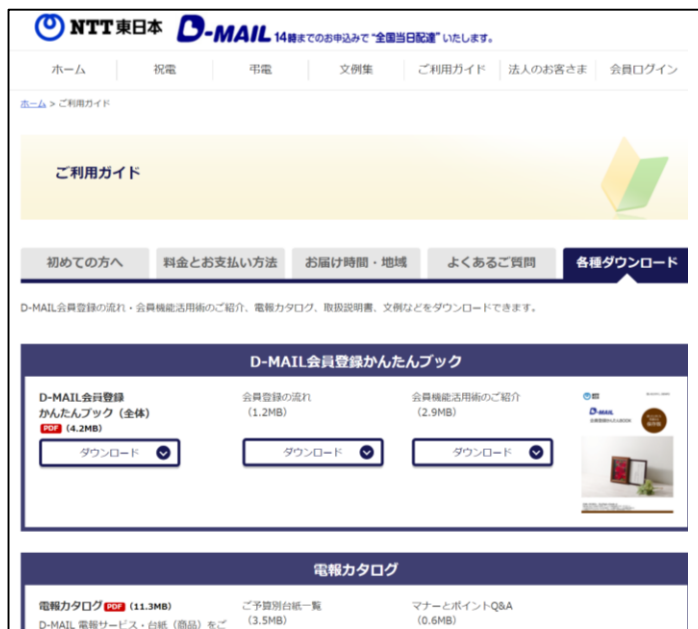 NTT東日本 D-MAIL 14時までのお申込みで"全国当日配達"いたします。
ホーム 祝電 弔電 文例集 ご利用ガイド 法人のお客さま 会員ログイン
ホーム > ご利用ガイド
ご利用ガイド
初めての方へ 料金とお支払い方法 お届け時間・地域 よくあるご質問 各種ダウンロード
D-MAIL会員登録の流れ・会員機能活用術のご紹介、電報カタログ、取扱説明書、文例などをダウンロードできます。
D-MAIL会員登録かんたんブック
D-MAIL会員登録 会員登録の流れ 会員機能活用術のご紹介
かんたんブック（全体） （1.2MB） （2.9MB）
PDF （4.2MB）
ダウンロード ダウンロード ダウンロード
D-MAIL
電報カタログ
電報カタログ PDF （11.3MB） ご予算別台紙一覧 マナーとポイントQ&A
D-MAIL 電報サービス・台紙（商品）をご （3.5MB） （0.6MB）